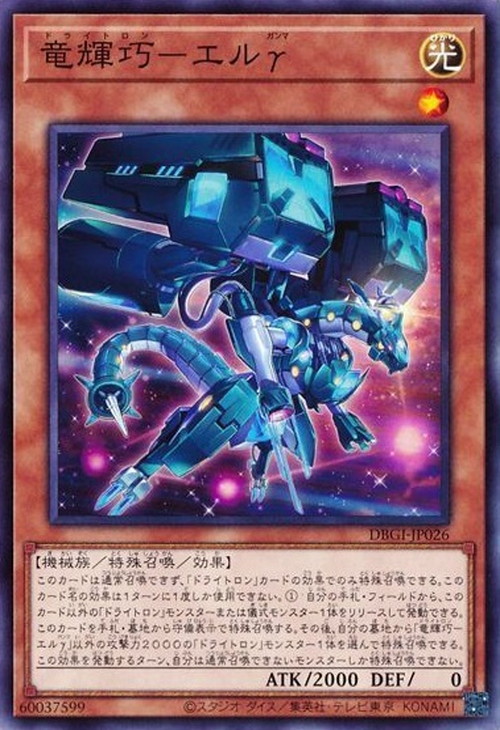 ドライトロン ガンマ
竜輝巧－エルγ
ひかり
光
DBGI-JP026
【機械族／特殊召喚／効果】
このカードは通常召喚できず、「ドライトロン」カードの効果でのみ特殊召喚できる。この
カード名の効果は１ターンに１度しか使用できない。①：自分の手札・フィールドから、この
カード以外の「ドライトロン」モンスターまたは儀式モンスター１体をリリースして発動できる。
このカードを手札・墓地から守備表示で特殊召喚する。その後、自分の墓地から「竜輝巧－
エルγ」以外の攻撃力２０００の「ドライトロン」モンスター１体を選んで特殊召喚できる。
この効果を発動するターン、自分は通常召喚できないモンスターしか特殊召喚できない。
ATK/2000 DEF/ 0
60037599 ©スタジオ・ダイス／集英社・テレビ東京 KONAMI